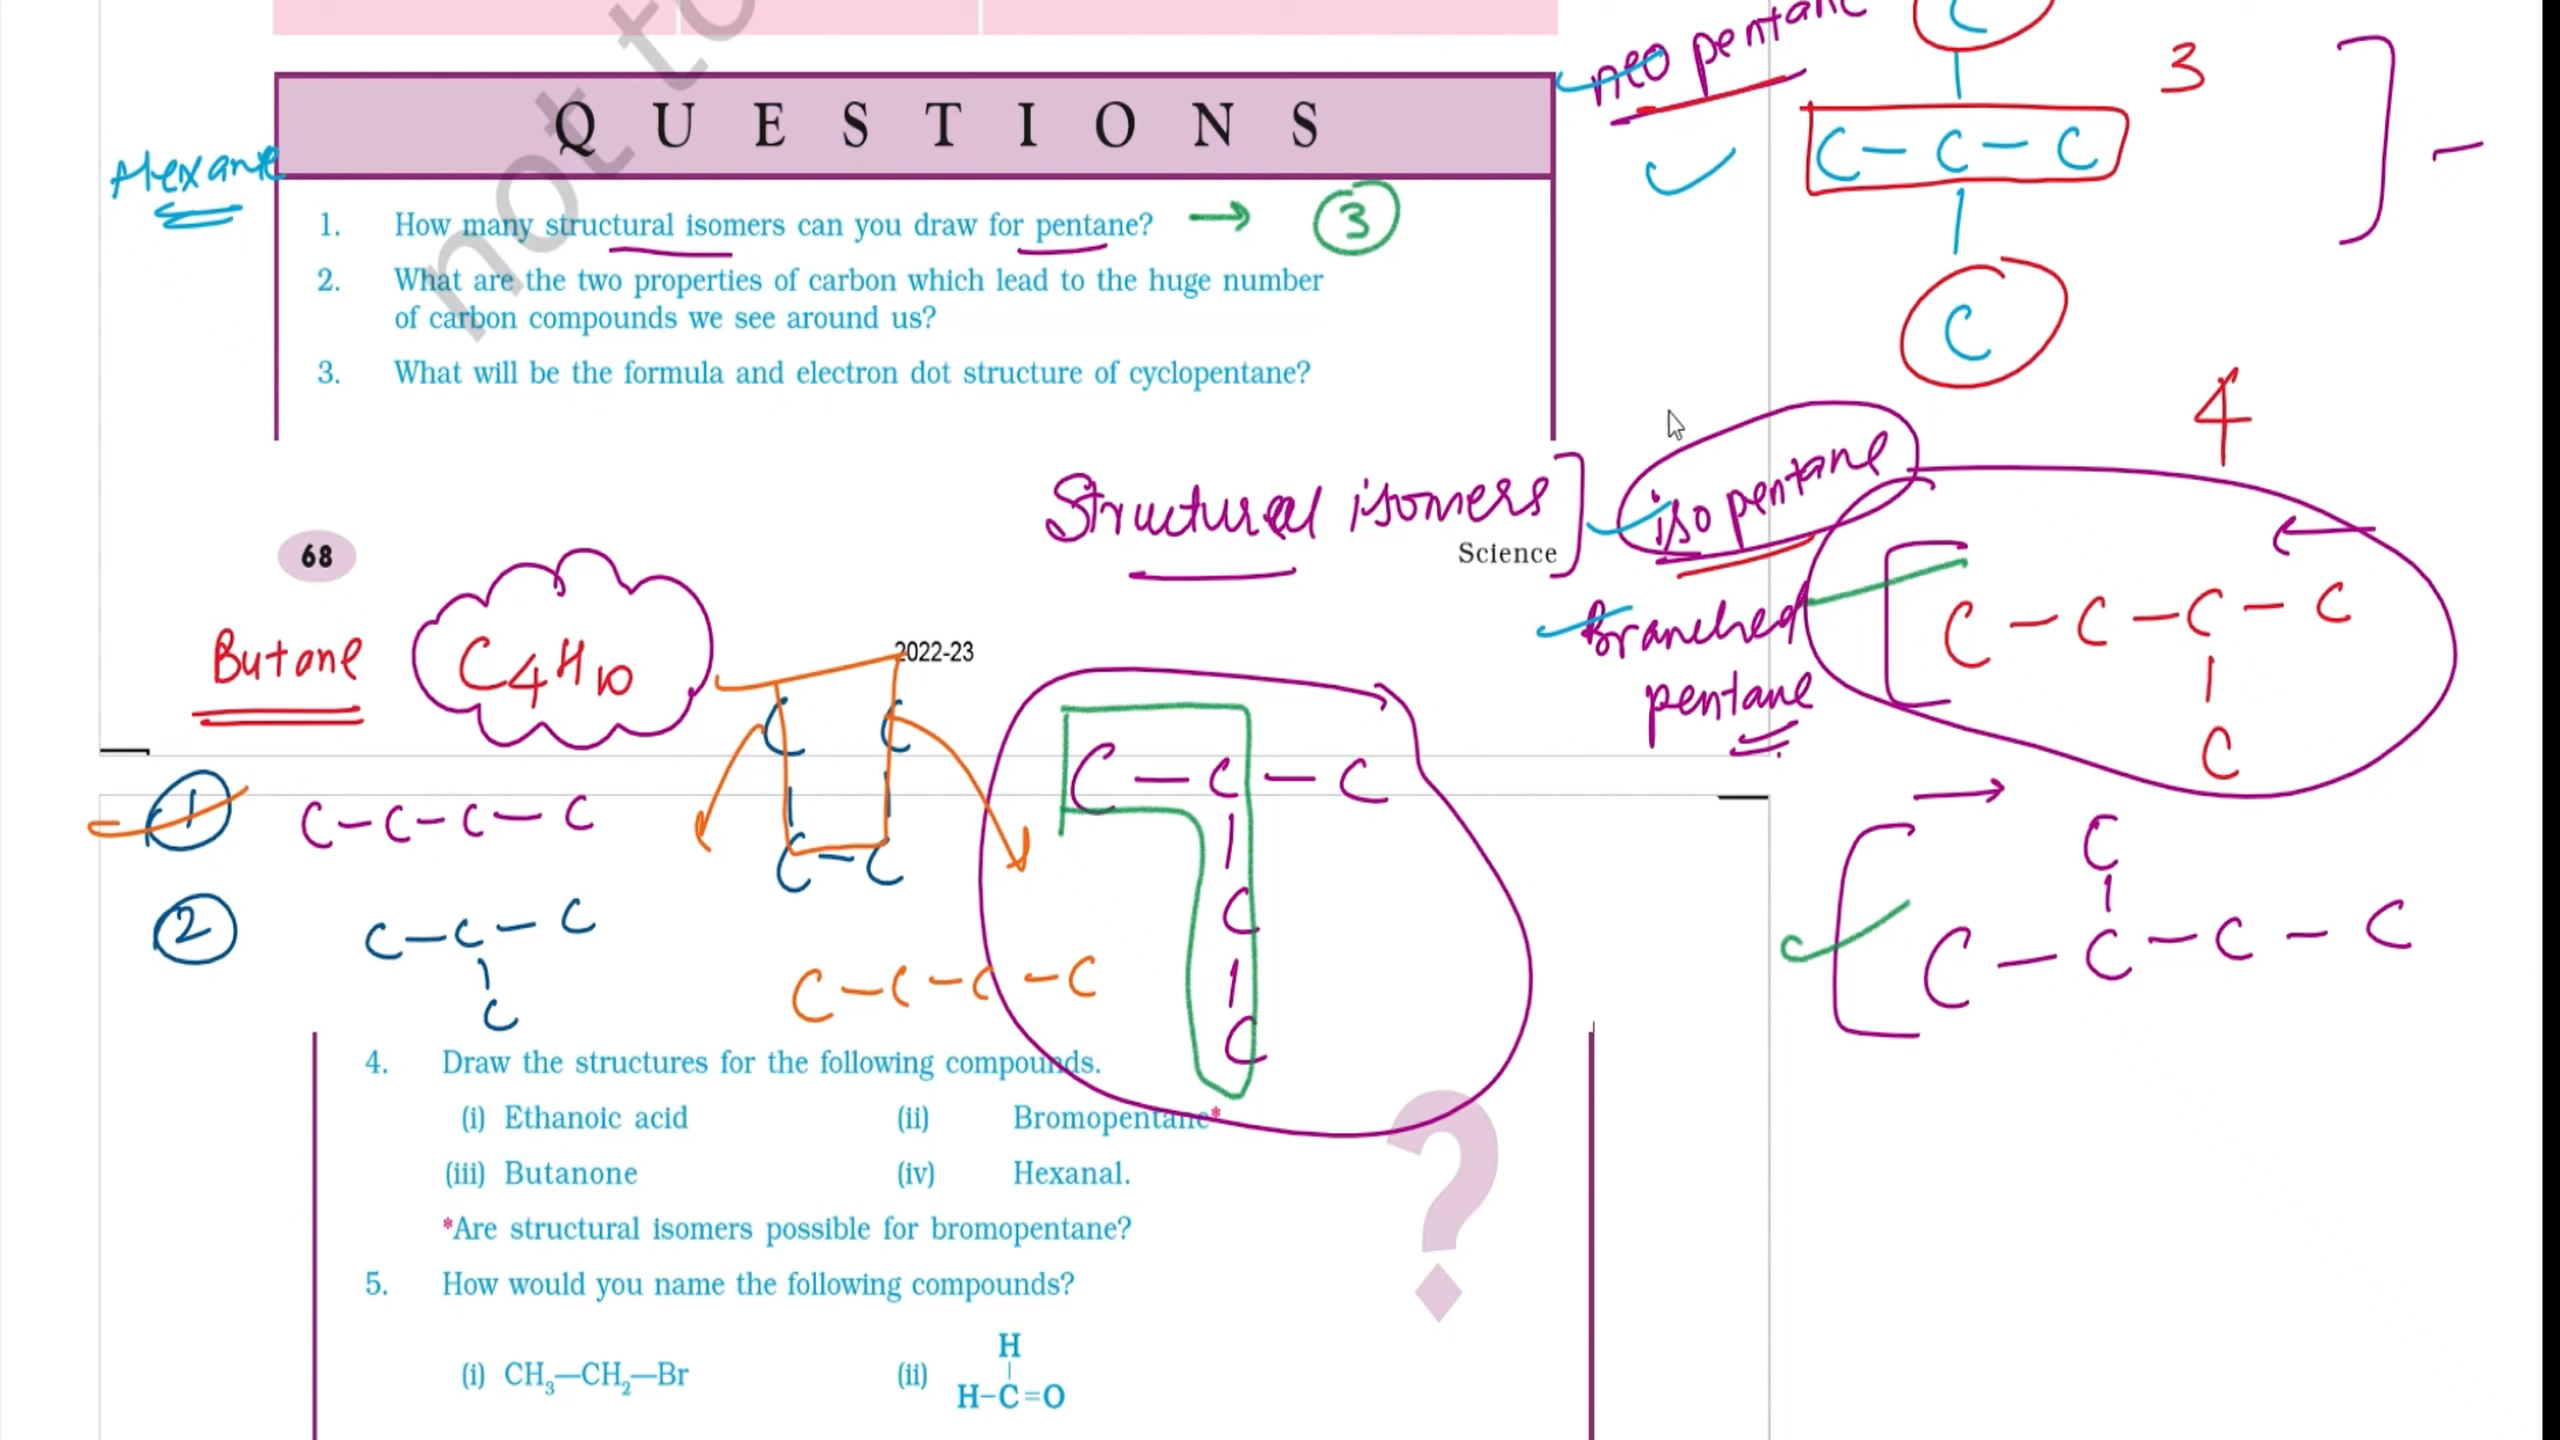 not to
QUESTIONS
Hexane
1. How many structural isomers can you draw for pentane? → 3
2. What are the two properties of carbon which lead to the huge number
of carbon compounds we see around us?
3. What will be the formula and electron dot structure of cyclopentane?
neo pentane
C
3
C – C – C
C
4
Structural isomers
iso pentane
Science
68
Branched
pentane
C – C – C – C
C
Butane
C4H10
2022-23
C C
C – C
C – C – C
C
C
1 C – C – C – C
2 C – C – C
C
C – C – C – C
C
C – C – C – C
4. Draw the structures for the following compounds.
(i) Ethanoic acid (ii) Bromopentane*
(iii) Butanone (iv) Hexanal.
*Are structural isomers possible for bromopentane?
5. How would you name the following compounds?
(i) CH3—CH2—Br (ii)
H
H–C=O
?